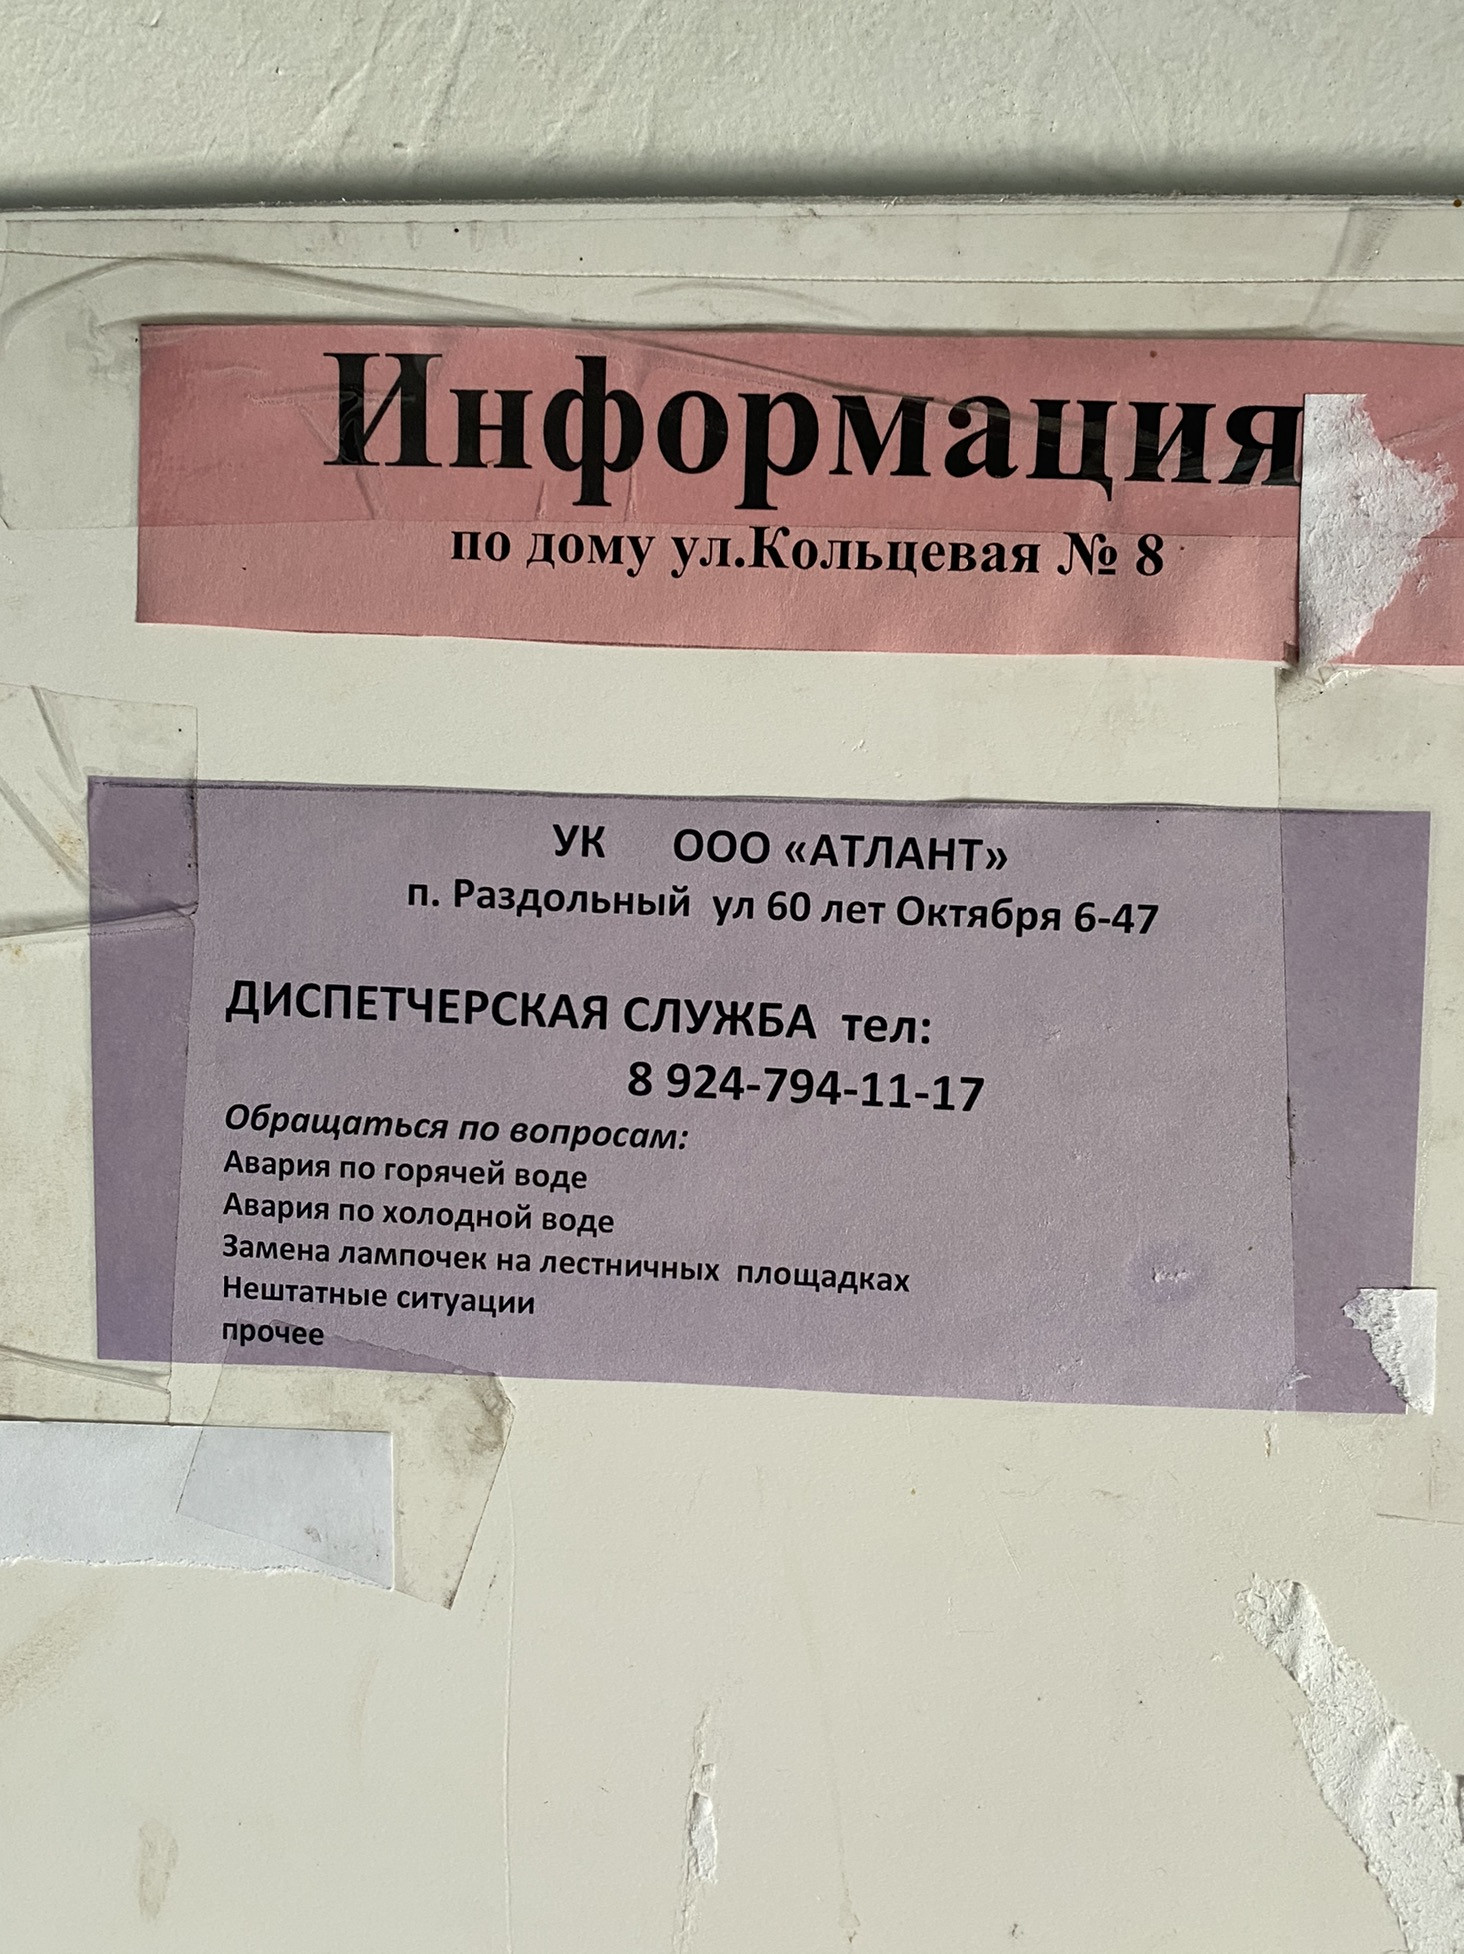 Информация
по дому ул.Кольцевая № 8
УК ООО «АТЛАНТ»
п. Раздольный ул 60 лет Октября 6-47
ДИСПЕТЧЕРСКАЯ СЛУЖБА тел:
8 924-794-11-17
Обращаться по вопросам:
Авария по горячей воде
Авария по холодной воде
Замена лампочек на лестничных площадках
Нештатные ситуации
прочее